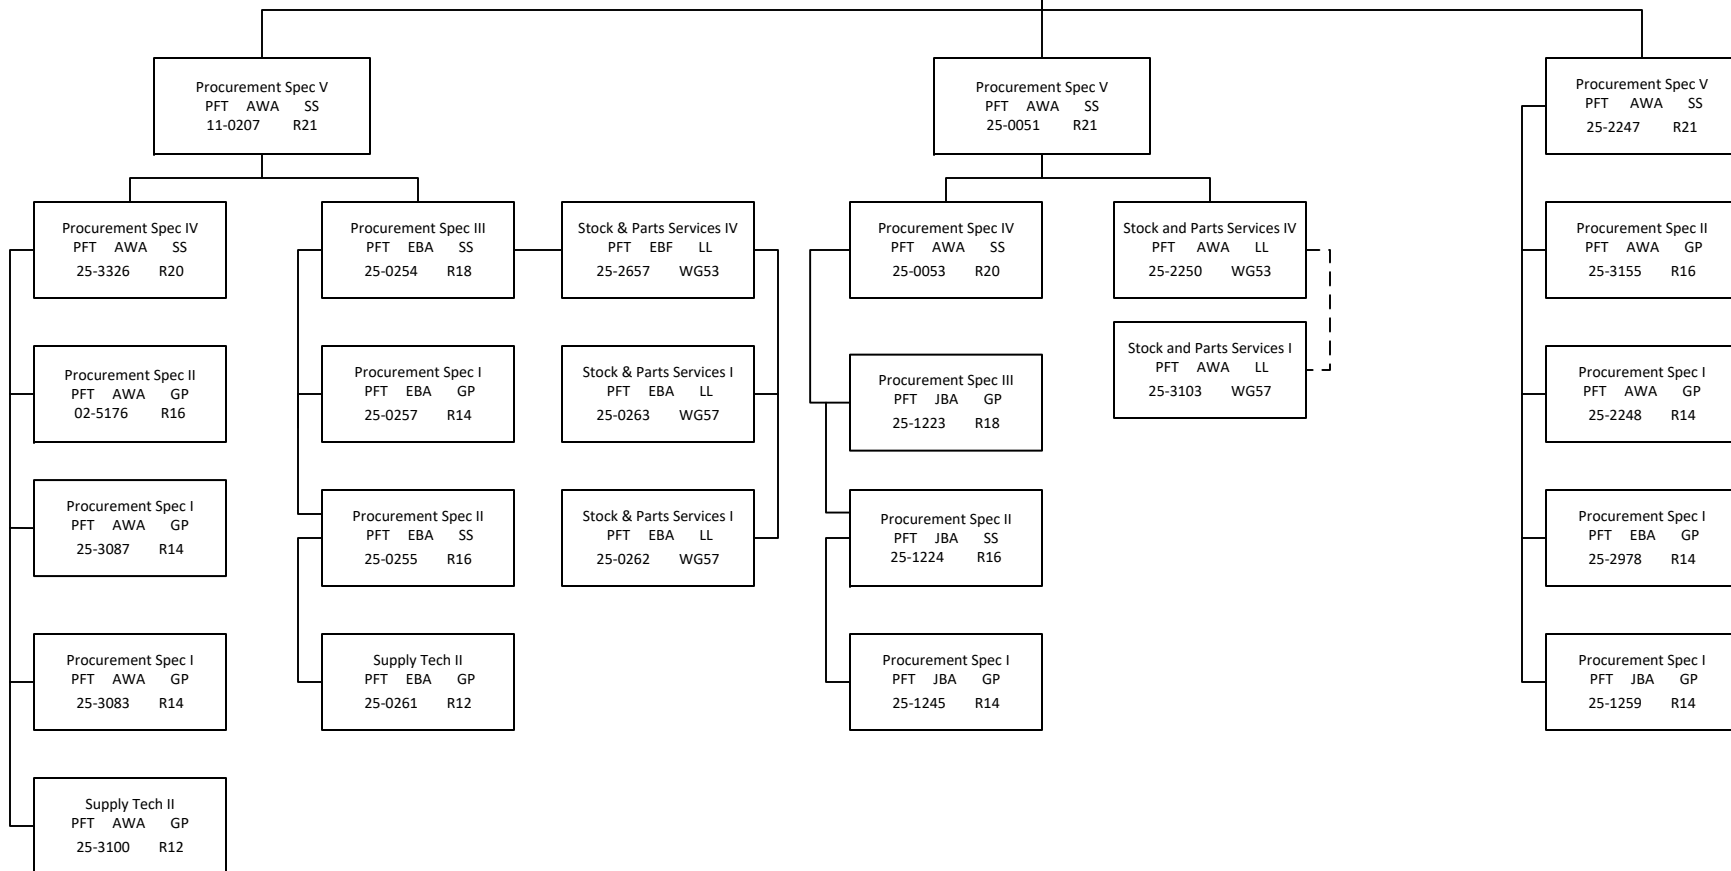 Procurement Spec V
PFT AWA SS
11-0207 R21
Procurement Spec V
PFT AWA SS
25-0051 R21
Procurement Spec V
PFT AWA SS
25-2247 R21
Procurement Spec IV
PFT AWA SS
25-3326 R20
Procurement Spec III
PFT EBA SS
25-0254 R18
Stock & Parts Services IV
PFT EBF LL
25-2657 WG53
Procurement Spec IV
PFT AWA SS
25-0053 R20
Stock and Parts Services IV
PFT AWA LL
25-2250 WG53
Procurement Spec II
PFT AWA GP
25-3155 R16
Procurement Spec II
PFT AWA GP
02-5176 R16
Procurement Spec I
PFT EBA GP
25-0257 R14
Stock & Parts Services I
PFT EBA LL
25-0263 WG57
Procurement Spec III
PFT JBA GP
25-1223 R18
Stock and Parts Services I
PFT AWA LL
25-3103 WG57
Procurement Spec I
PFT AWA GP
25-2248 R14
Procurement Spec I
PFT AWA GP
25-3087 R14
Procurement Spec II
PFT EBA SS
25-0255 R16
Stock & Parts Services I
PFT EBA LL
25-0262 WG57
Procurement Spec II
PFT JBA SS
25-1224 R16
Procurement Spec I
PFT EBA GP
25-2978 R14
Procurement Spec I
PFT AWA GP
25-3083 R14
Supply Tech II
PFT EBA GP
25-0261 R12
Procurement Spec I
PFT JBA GP
25-1245 R14
Procurement Spec I
PFT JBA GP
25-1259 R14
Supply Tech II
PFT AWA GP
25-3100 R12